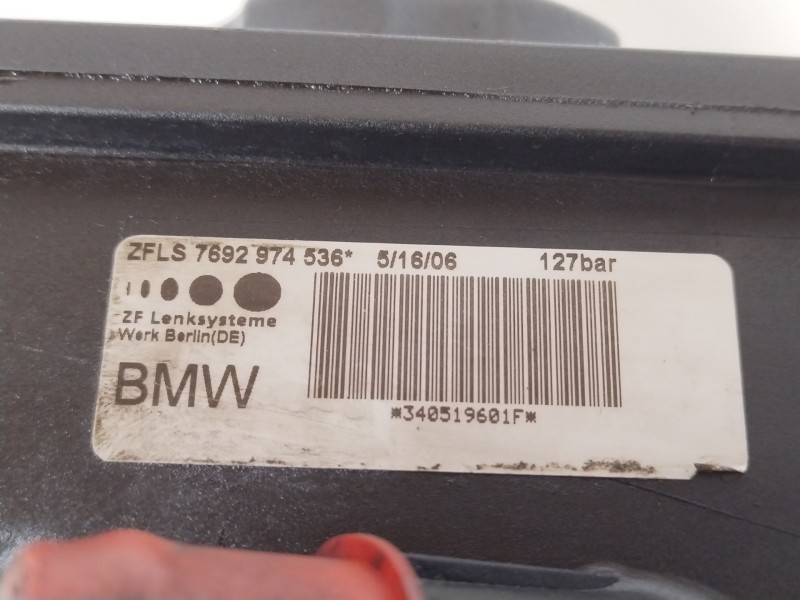 ZFLS 7692 974 536* 5/16/06 127bar
ZF Lenksysteme
Werk Berlin(DE)
BMW
*340519601F*